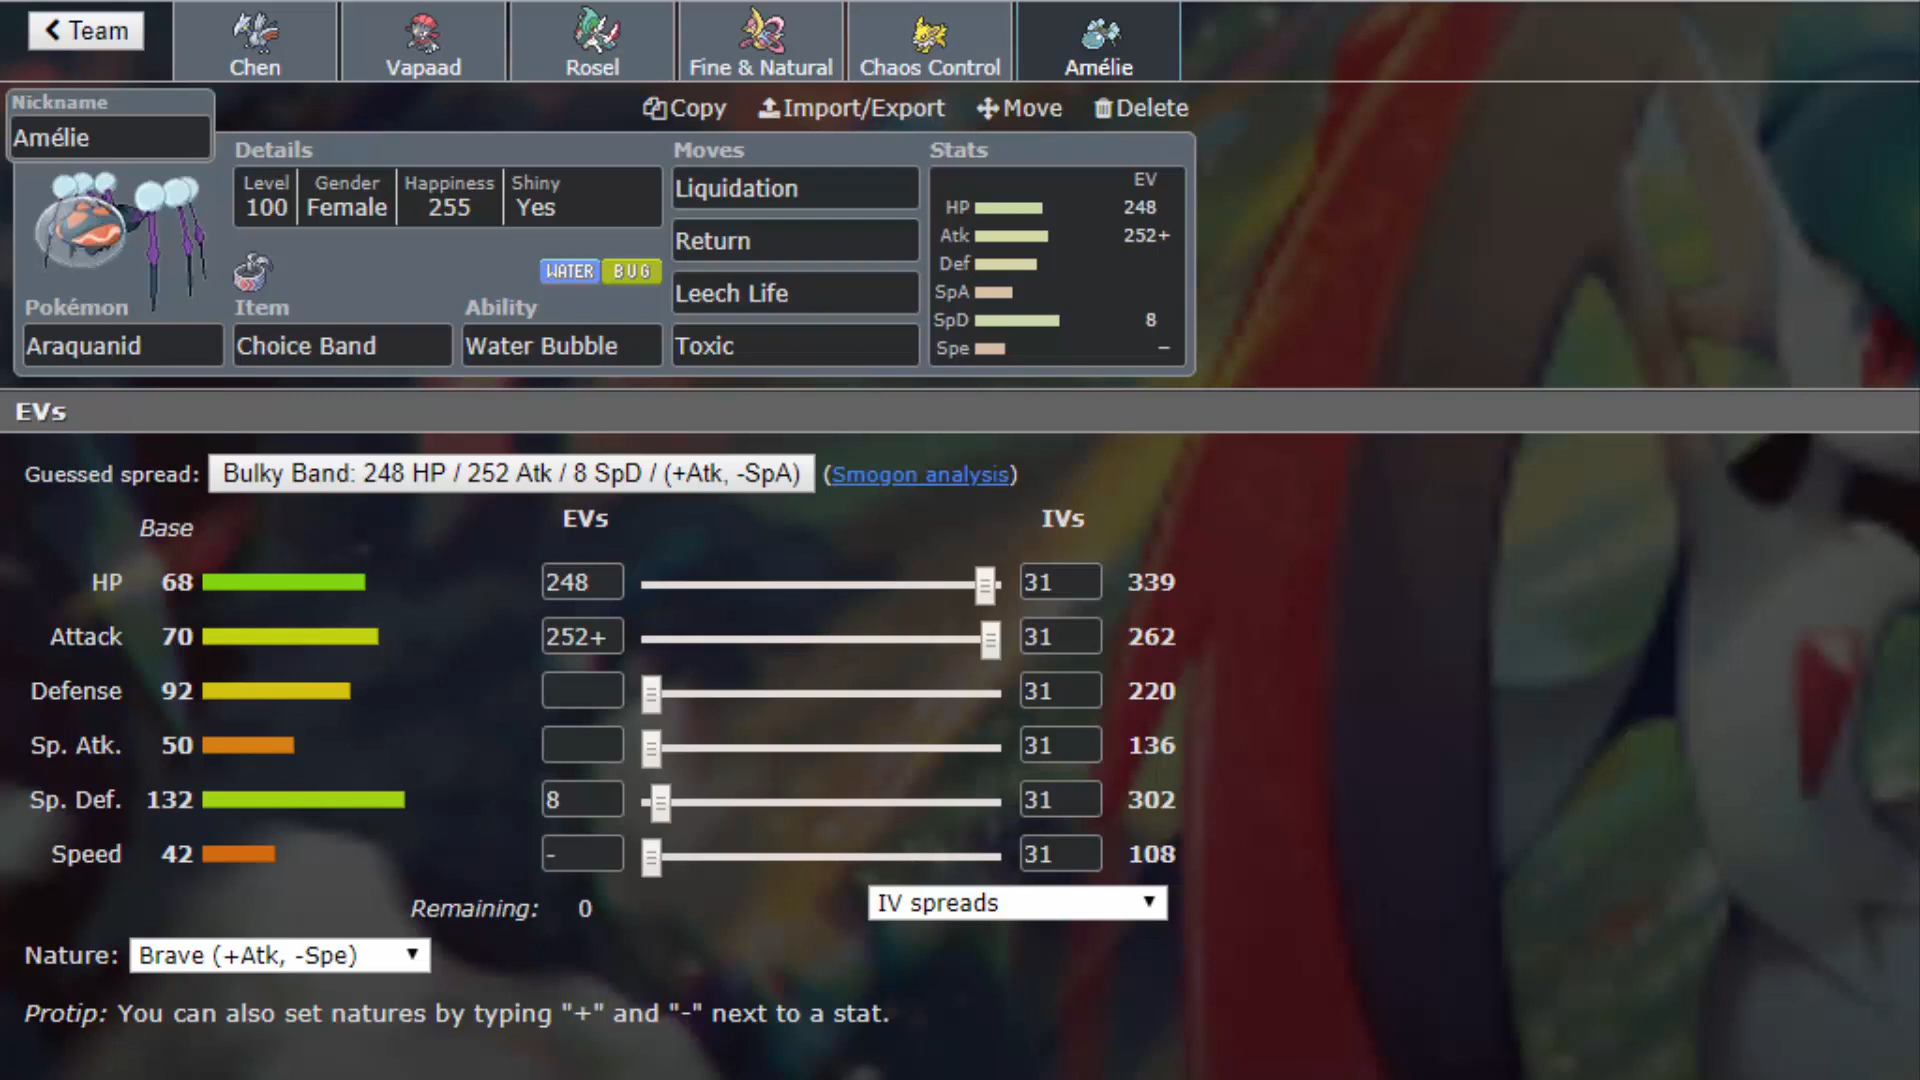 Team
Chen
Vapaad
Rosel
Fine & Natural
Chaos Control
Amélie
Nickname
Amélie
Copy Import/Export Move Delete
Details
Level
100
Gender
Female
Happiness
255
Shiny
Yes
WATER BUG
Pokémon
Araquanid
Item
Choice Band
Ability
Water Bubble
Moves
Liquidation
Return
Leech Life
Toxic
Stats
EV
HP 248
Atk 252+
Def
SpA
SpD 8
Spe –
EVs
Guessed spread: Bulky Band: 248 HP / 252 Atk / 8 SpD / (+Atk, -SpA) (Smogon analysis)
Base EVs IVs
HP 68 248 31 339
Attack 70 252+ 31 262
Defense 92 31 220
Sp. Atk. 50 31 136
Sp. Def. 132 8 31 302
Speed 42 - 31 108
Remaining: 0 IV spreads
Nature: Brave (+Atk, -Spe)
Protip: You can also set natures by typing "+" and "-" next to a stat.